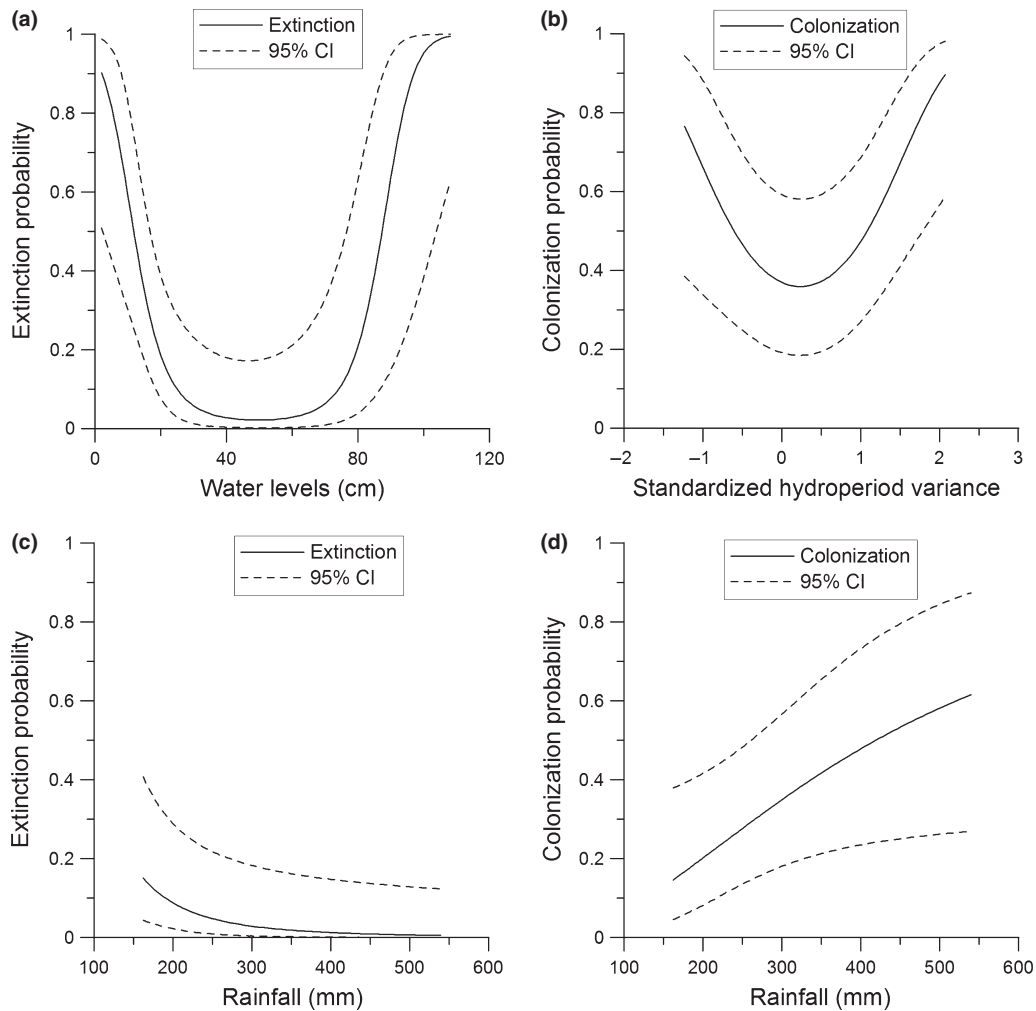 (a)
Extinction
95% CI
Extinction probability
1
0.8
0.6
0.4
0.2
0
0 40 80 120
Water levels (cm)
(b)
Colonization
95% CI
Colonization probability
1
0.8
0.6
0.4
0.2
0
–2 –1 0 1 2 3
Standardized hydroperiod variance
(c)
Extinction
95% CI
Extinction probability
1
0.8
0.6
0.4
0.2
0
100 200 300 400 500 600
Rainfall (mm)
(d)
Colonization
95% CI
Colonization probability
1
0.8
0.6
0.4
0.2
0
100 200 300 400 500 600
Rainfall (mm)